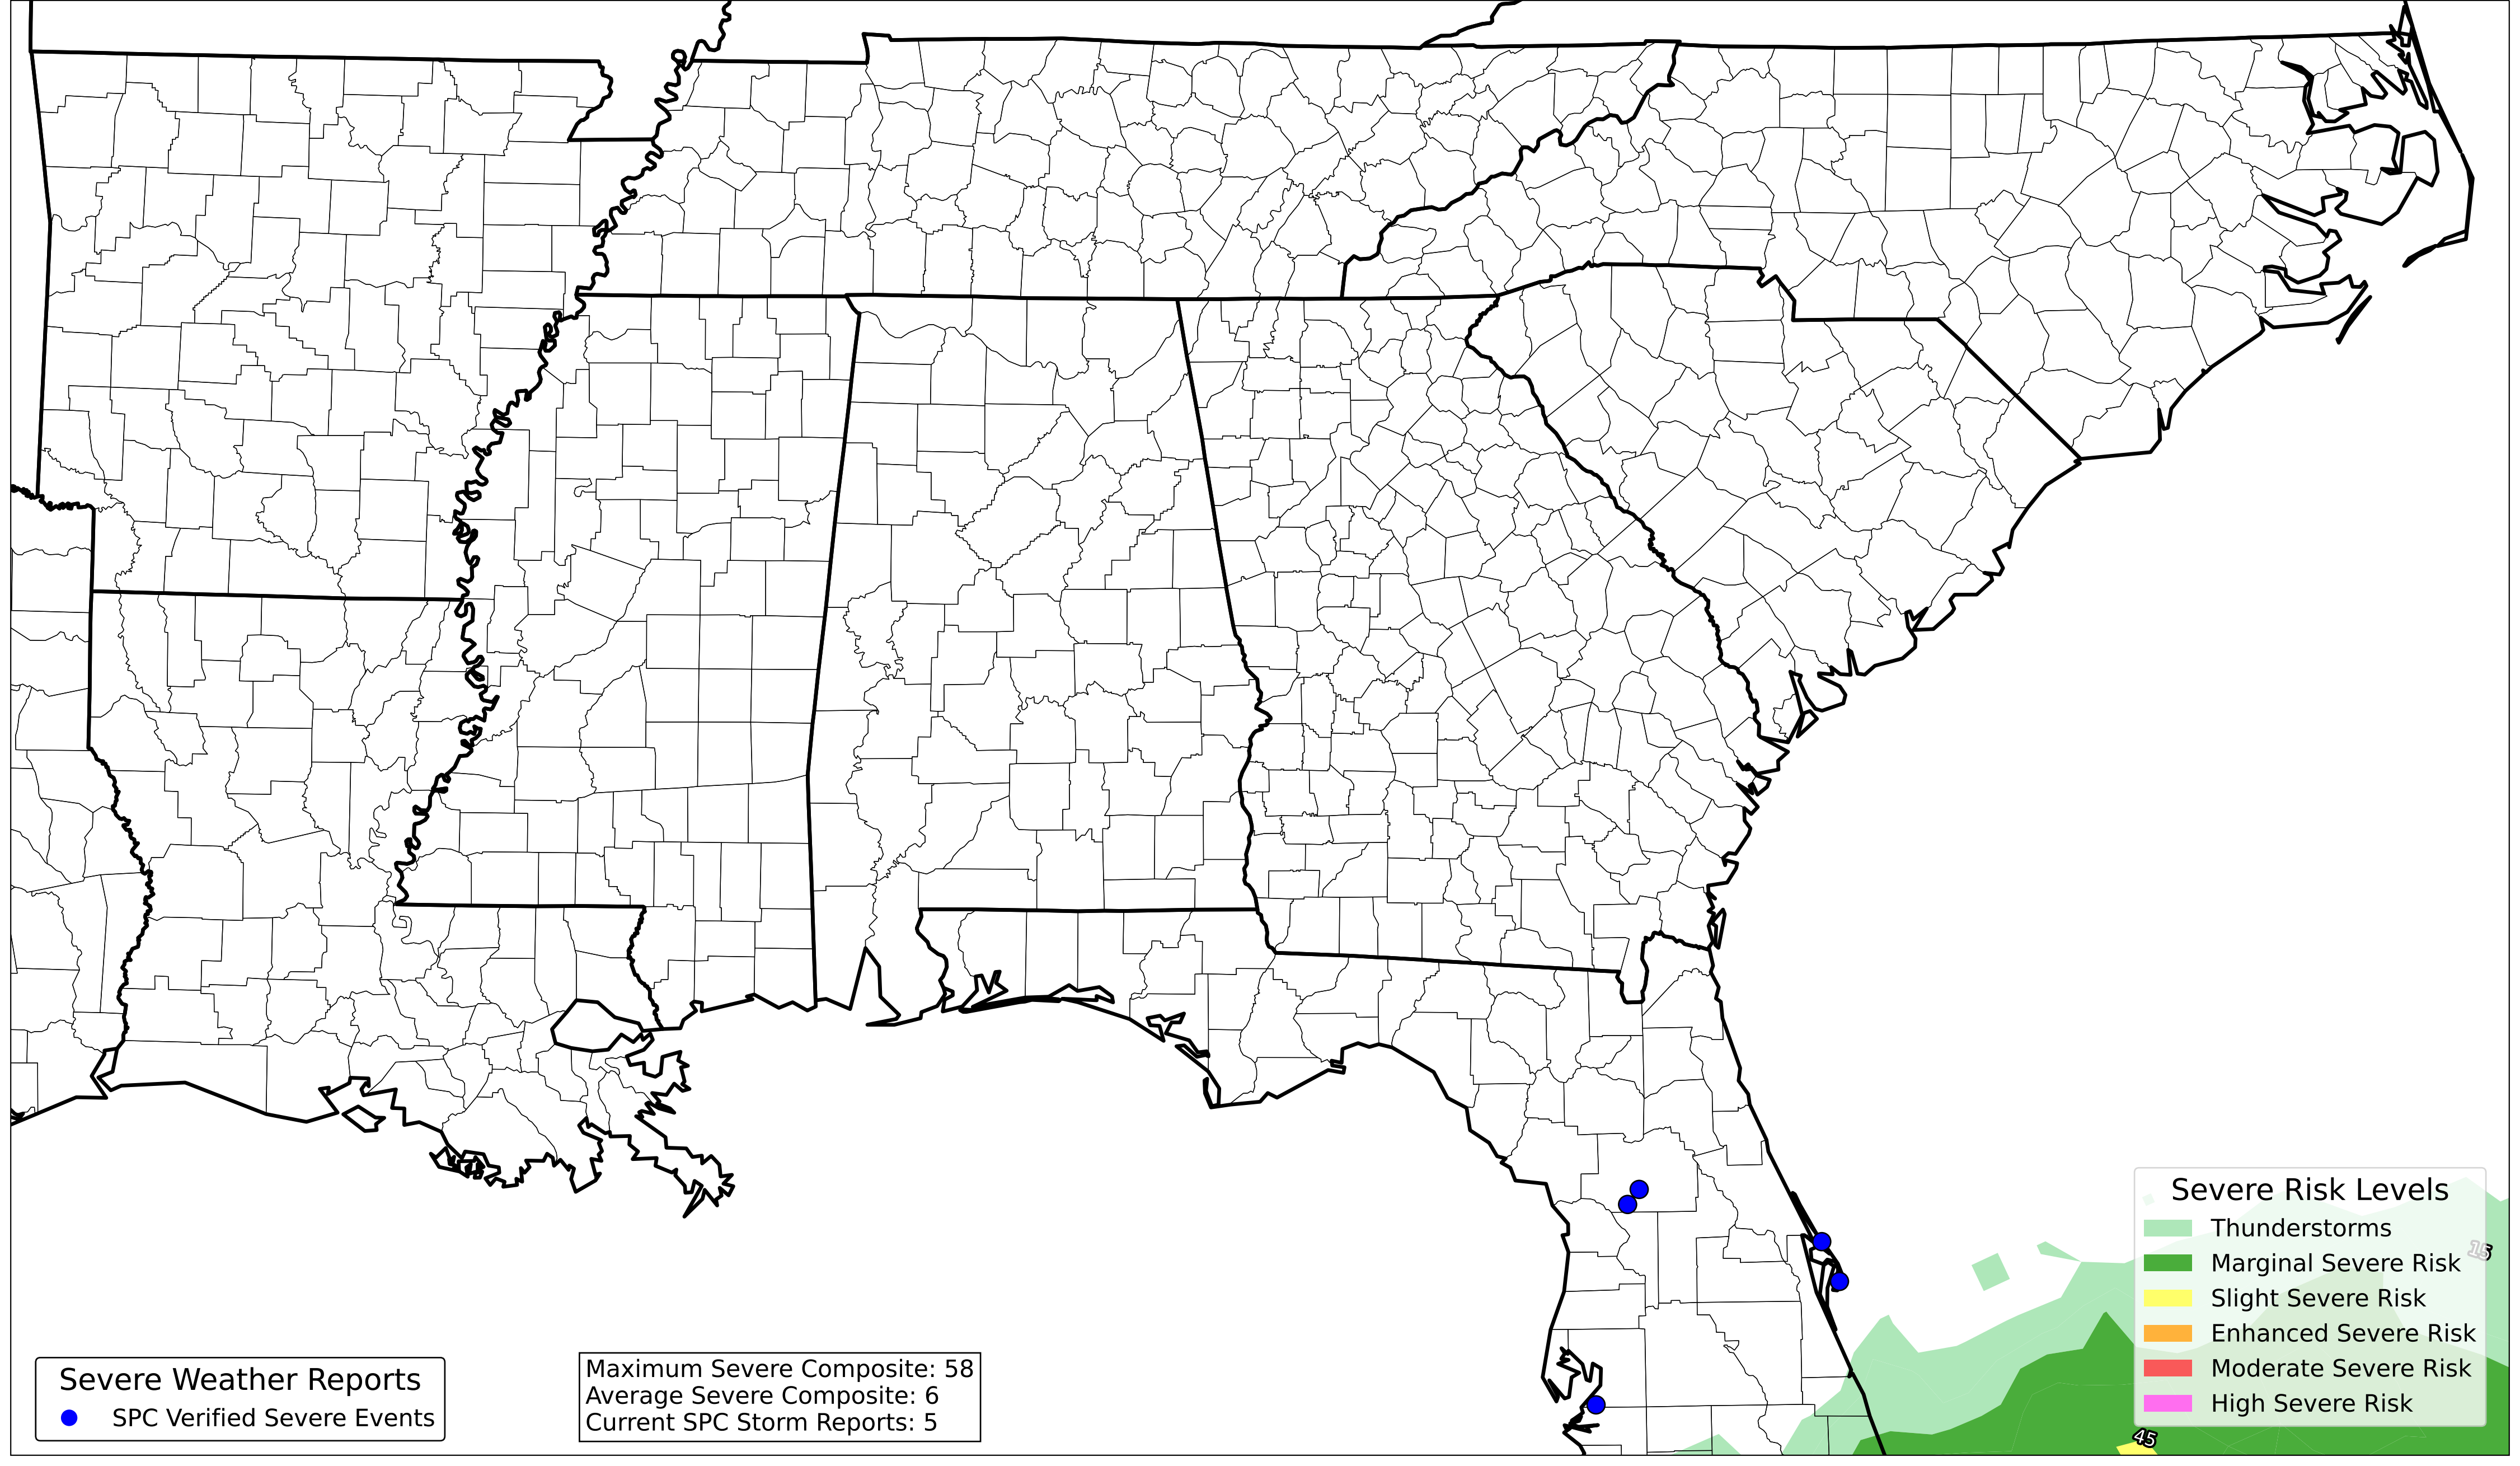 Severe Risk Levels
Thunderstorms
15
Marginal Severe Risk
Slight Severe Risk
Enhanced Severe Risk
Moderate Severe Risk
High Severe Risk
45
Severe Weather Reports
SPC Verified Severe Events
Maximum Severe Composite: 58
Average Severe Composite: 6
Current SPC Storm Reports: 5